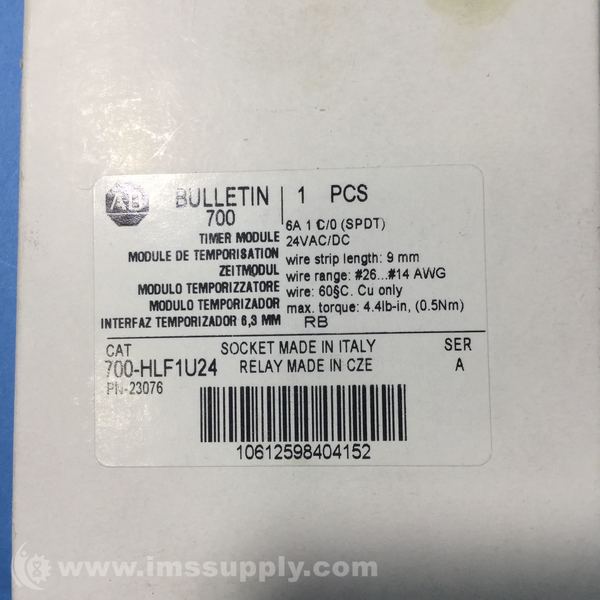 AB
BULLETIN 700
1 PCS
TIMER MODULE
MODULE DE TEMPORISATION
ZEITMODUL
MODULO TEMPORIZZATORE
MODULO TEMPORIZADOR
INTERFAZ TEMPORIZADOR 6,3 MM
6A 1 C/0 (SPDT)
24VAC/DC
wire strip length: 9 mm
wire range: #26...#14 AWG
wire: 60§C. Cu only
max. torque: 4.4lb-in, (0.5Nm)
RB
CAT
700-HLF1U24
PN-23076
SOCKET MADE IN ITALY
RELAY MADE IN CZE
SER
A
10612598404152
www.imssupply.com